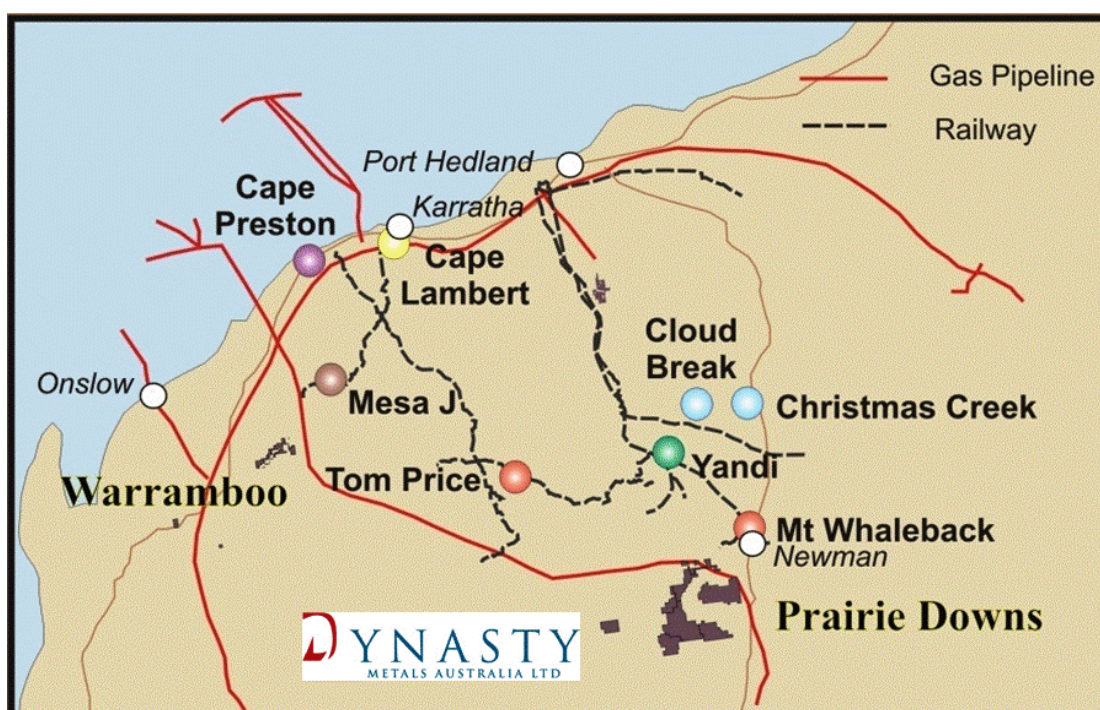 Gas Pipeline
Railway
Port Hedland
Cape
Preston
Karratha
Cape
Lambert
Cloud
Break
Onslow
Mesa J
Christmas Creek
Warramboo
Tom Price
Yandi
Mt Whaleback
Newman
Prairie Downs
DYNASTY
METALS AUSTRALIA LTD